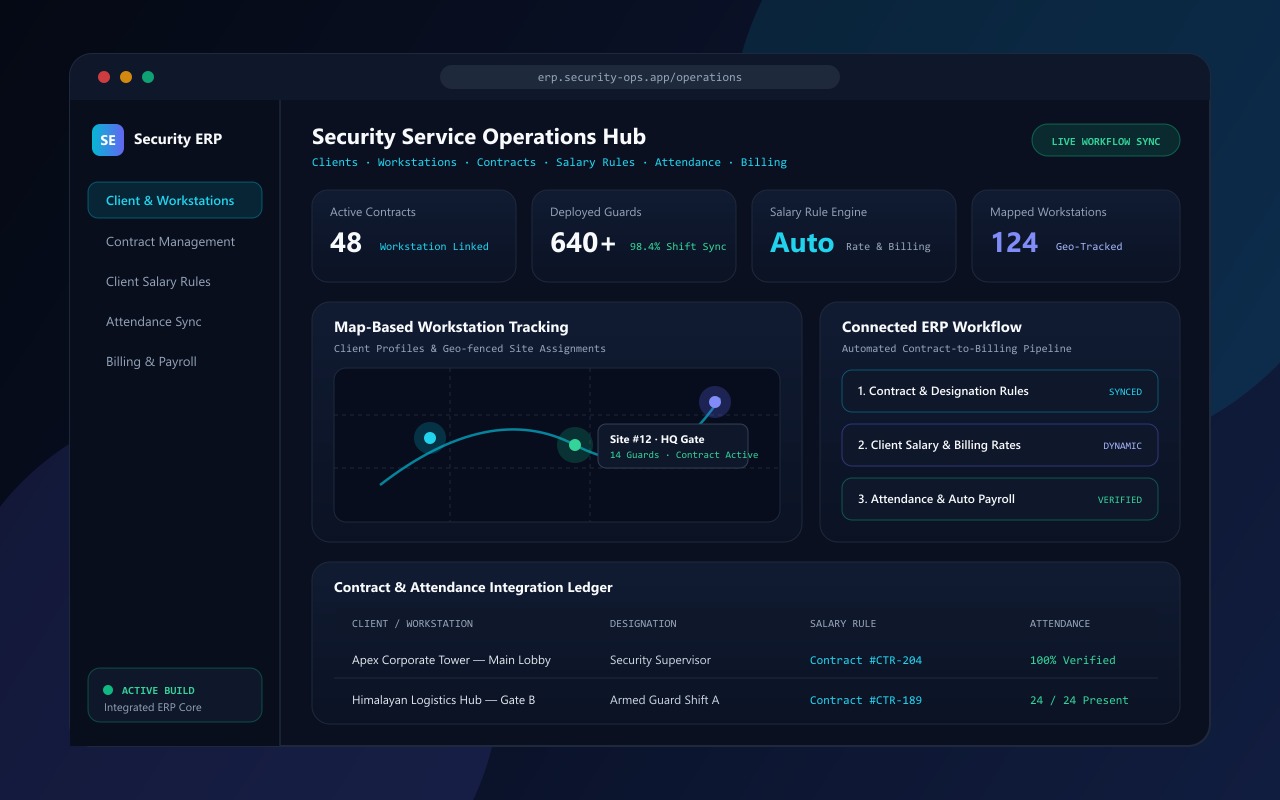 erp.security-ops.app/operations
SE Security ERP
Client & Workstations
Contract Management
Client Salary Rules
Attendance Sync
Billing & Payroll
ACTIVE BUILD
Integrated ERP Core
Security Service Operations Hub
Clients · Workstations · Contracts · Salary Rules · Attendance · Billing
LIVE WORKFLOW SYNC
Active Contracts
48 Workstation Linked
Deployed Guards
640+ 98.4% Shift Sync
Salary Rule Engine
Auto Rate & Billing
Mapped Workstations
124 Geo-Tracked
Map-Based Workstation Tracking
Client Profiles & Geo-fenced Site Assignments
Site #12 · HQ Gate
14 Guards · Contract Active
Connected ERP Workflow
Automated Contract-to-Billing Pipeline
1. Contract & Designation Rules SYNCED
2. Client Salary & Billing Rates DYNAMIC
3. Attendance & Auto Payroll VERIFIED
Contract & Attendance Integration Ledger
CLIENT / WORKSTATION DESIGNATION SALARY RULE ATTENDANCE
Apex Corporate Tower — Main Lobby Security Supervisor Contract #CTR-204 100% Verified
Himalayan Logistics Hub — Gate B Armed Guard Shift A Contract #CTR-189 24 / 24 Present